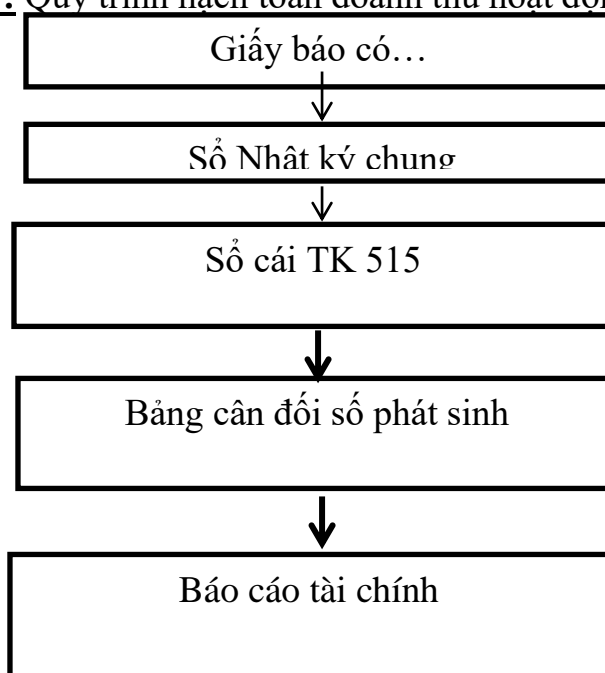 : Quy trình hạch toán doanh thu hoạt
Giấy báo có…
Sổ Nhật ký chung
Sổ cái TK 515
Bảng cân đối số phát sinh
Báo cáo tài chính